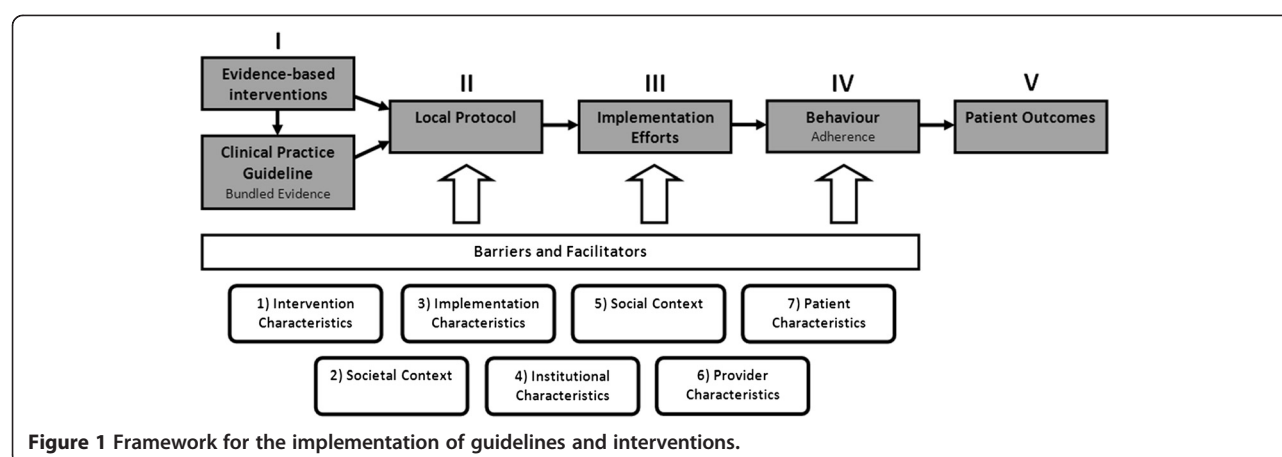 I
Evidence-based
interventions
Clinical Practice
Guideline
Bundled Evidence
II
Local Protocol
III
Implementation
Efforts
IV
Behaviour
Adherence
V
Patient Outcomes
Barriers and Facilitators
1) Intervention
Characteristics
2) Societal Context
3) Implementation
Characteristics
4) Institutional
Characteristics
5) Social Context
6) Provider
Characteristics
7) Patient
Characteristics
Figure 1 Framework for the implementation of guidelines and interventions.